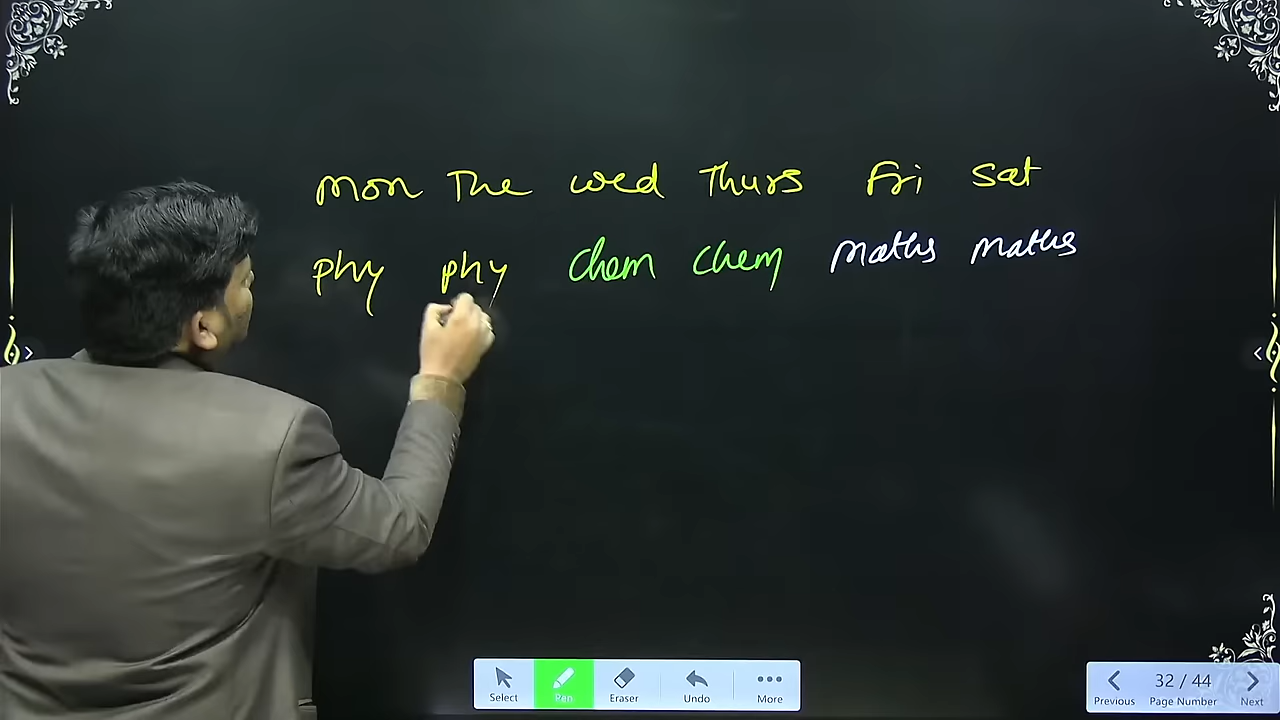 Mon Tue wed Thurs Fri Sat
phy phy chem chem Maths Maths
Select Pen Eraser Undo More
32 / 44
Previous Page Number Next